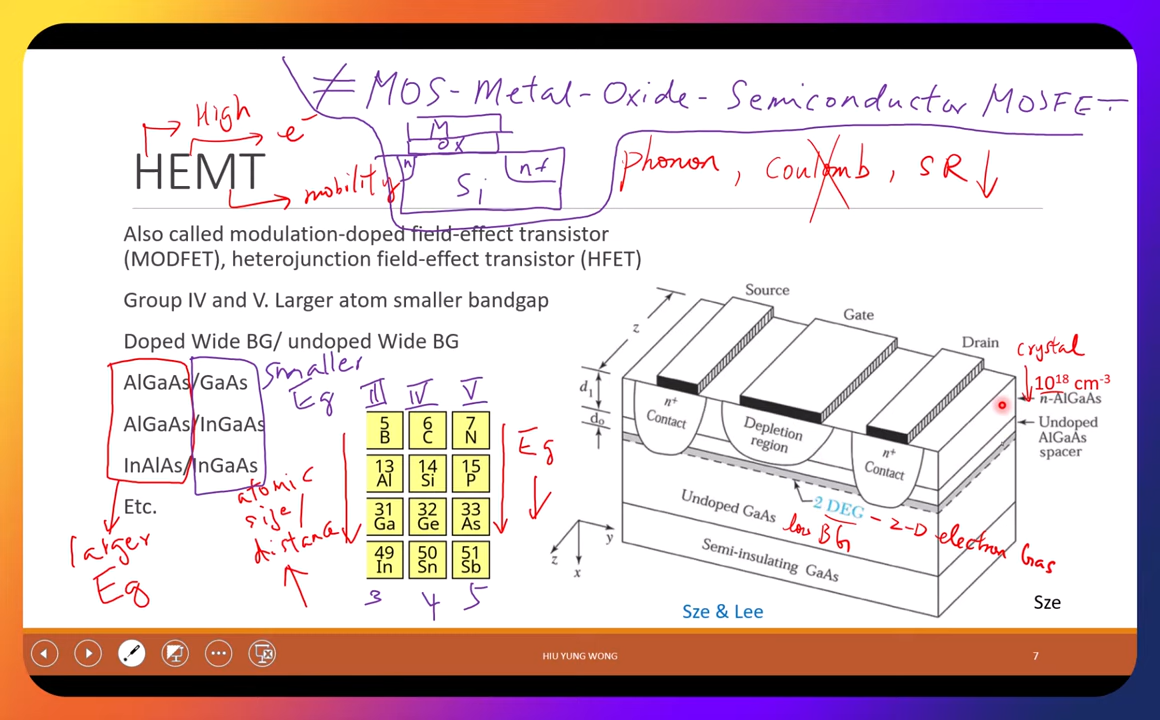 ≠ MOS-Metal-Oxide-Semiconductor MOSFET
High
e-
HEMT
mobility
M
OX
n
n+
Si
phonon, Coulomb, SR ↓
Also called modulation-doped field-effect transistor
(MODFET), heterojunction field-effect transistor (HFET)
Group IV and V. Larger atom smaller bandgap
Doped Wide BG/ undoped Wide BG
AlGaAs/GaAs
AlGaAs/InGaAs
InAlAs/InGaAs
Etc.
smaller
Eg
larger
Eg
atomic
size/
distance
↑
III IV V
5 6 7
B C N
13 14 15
Al Si P
31 32 33
Ga Ge As
49 50 51
In Sn Sb
3 4 5
Eg
↓
Source
Gate
Drain
z
d1
d0
n+
Contact
Depletion
region
n+
Contact
crystal
10^18 cm-3
n-AlGaAs
Undoped
AlGaAs
spacer
2 DEG - 2-D electron Gas
Undoped GaAs
low BG
Semi-insulating GaAs
y
z
x
Sze & Lee
Sze
HIU YUNG WONG
7